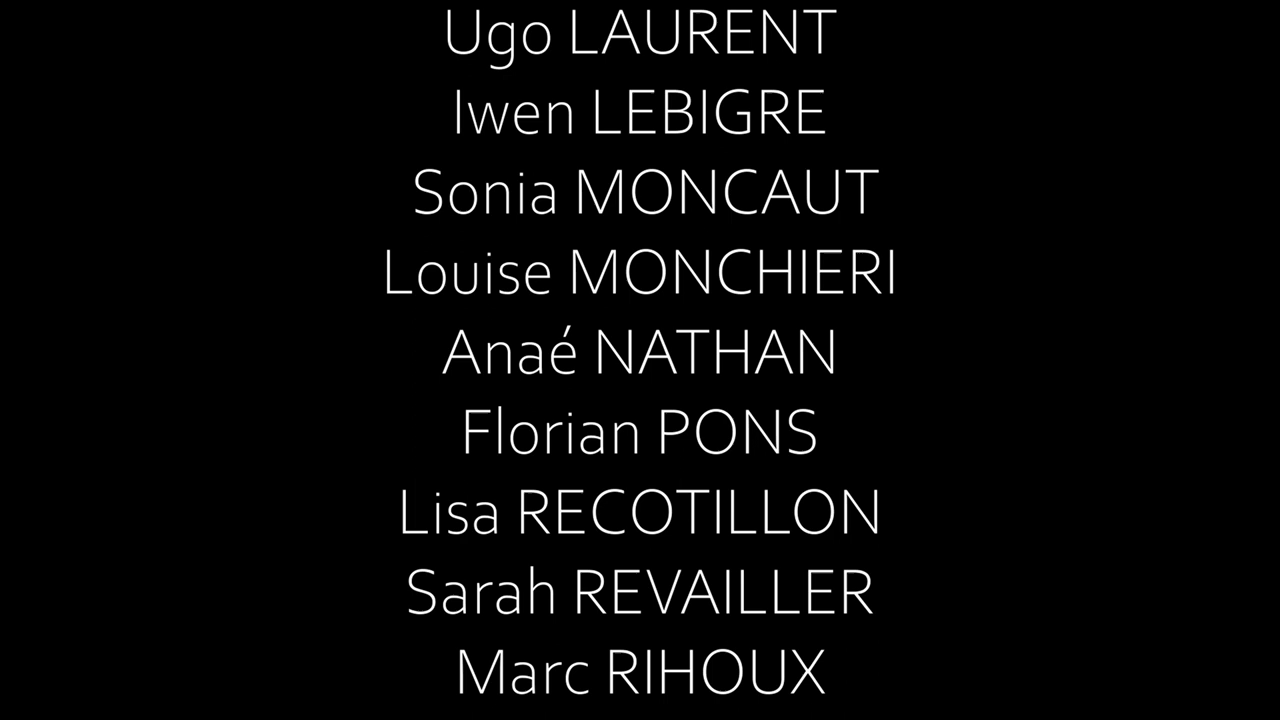 Ugo LAURENT
Iwen LEBIGRE
Sonia MONCAUT
Louise MONCHIERI
Anaé NATHAN
Florian PONS
Lisa RECOTILLON
Sarah REVAILLER
Marc RIHOUX